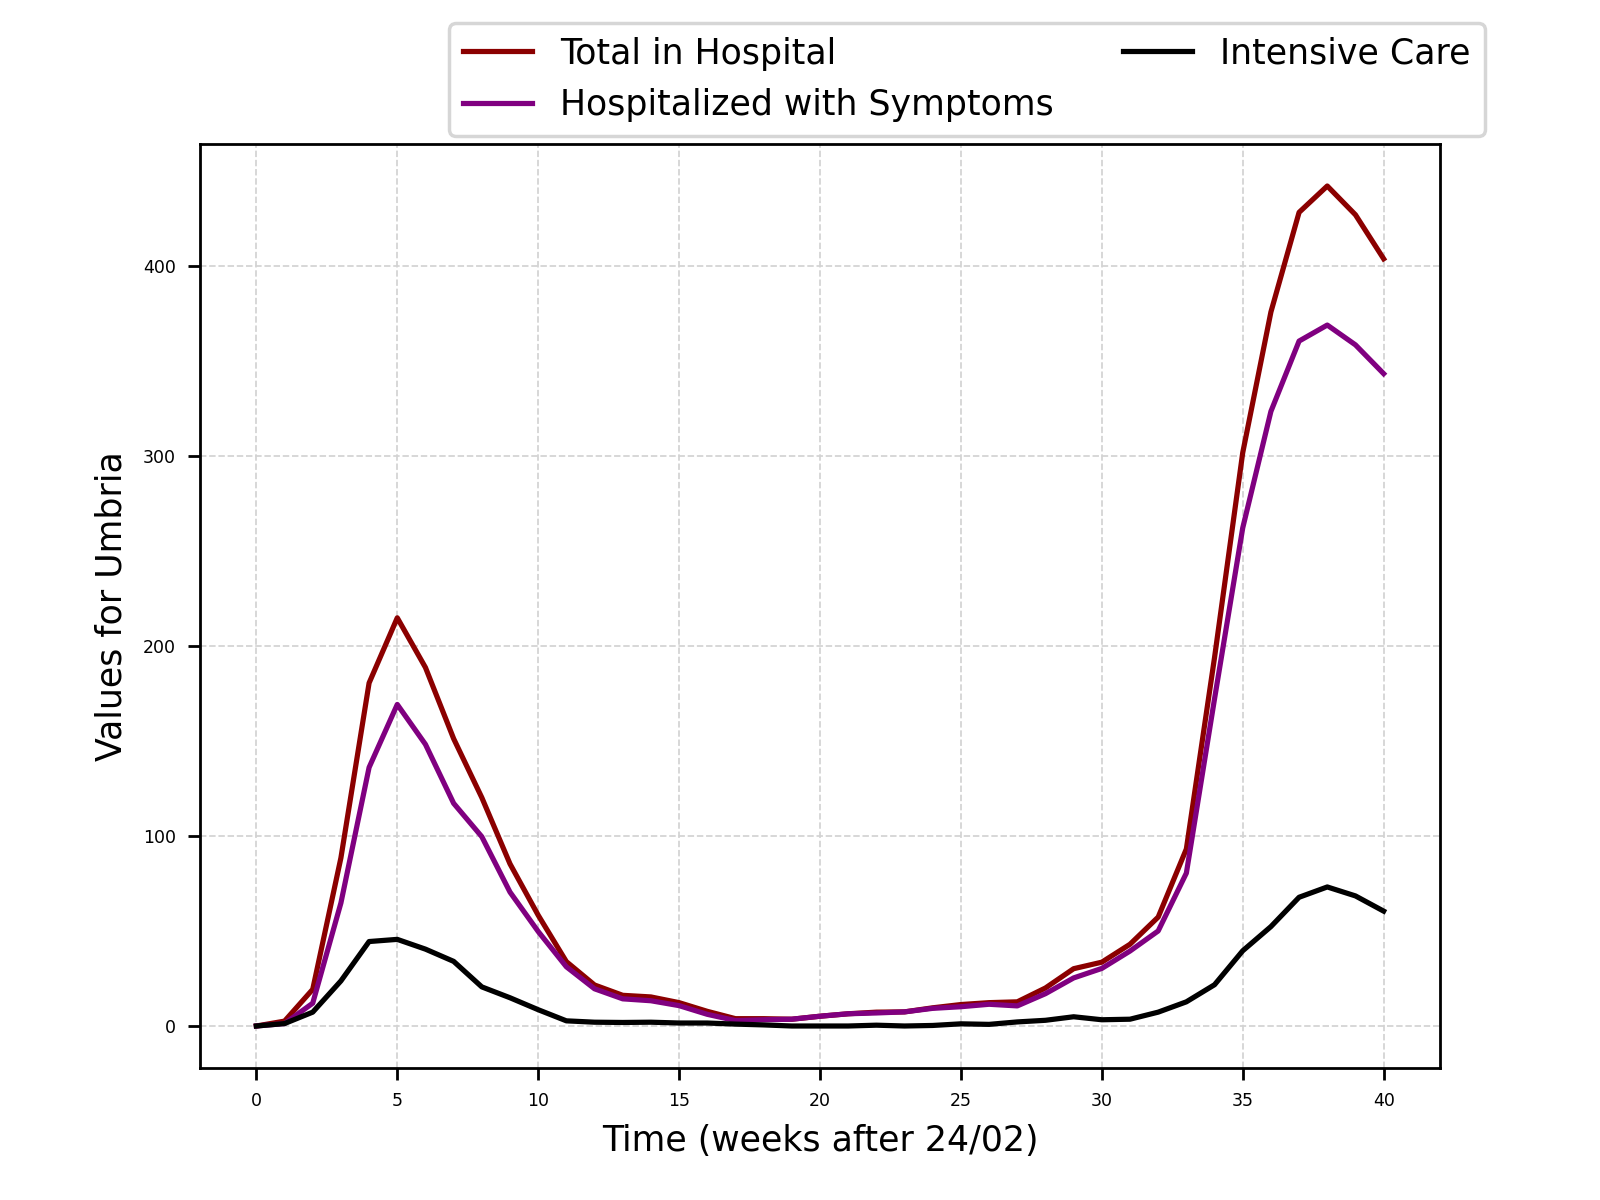 Total in Hospital
Hospitalized with Symptoms
Intensive Care
Values for Umbria
400
300
200
100
0
0 5 10 15 20 25 30 35 40
Time (weeks after 24/02)